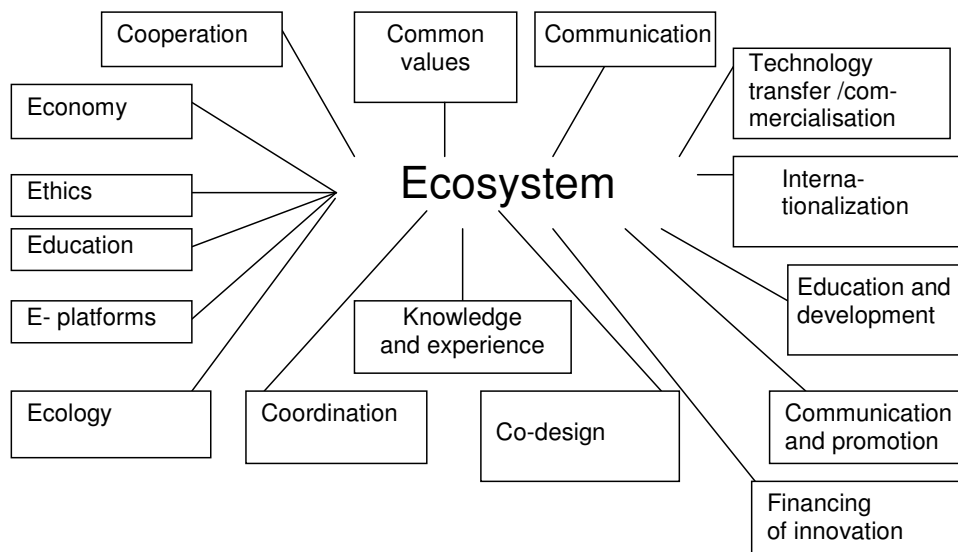 Cooperation
Common
values
Communication
Technology
transfer /com-
mercialisation
Economy
Ecosystem
Interna-
tionalization
Ethics
Education
Education and
development
E- platforms
Knowledge
and experience
Ecology
Coordination
Co-design
Communication
and promotion
Financing
of innovation